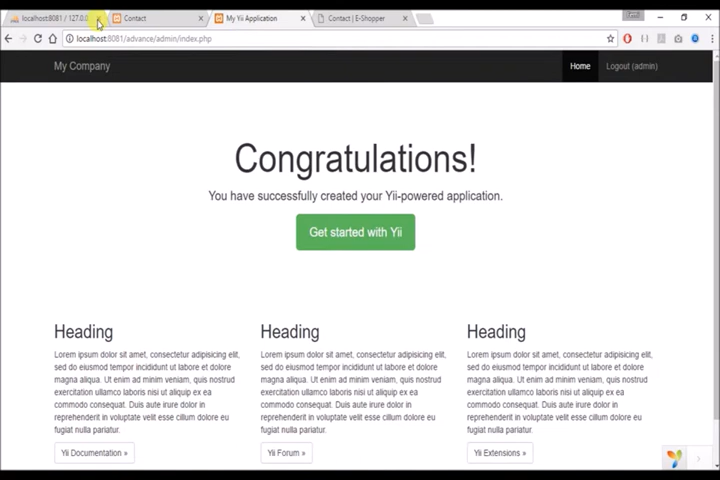 localhost:8081 / 127.0.0
Contact
My Yii Application
Contact | E-Shopper
localhost:8081/advance/admin/index.php
My Company
Home
Logout (admin)
Congratulations!
You have successfully created your Yii-powered application.
Get started with Yii
Heading
Lorem ipsum dolor sit amet, consectetur adipisicing elit,
sed do eiusmod tempor incididunt ut labore et dolore
magna aliqua. Ut enim ad minim veniam, quis nostrud
exercitation ullamco laboris nisi ut aliquip ex ea
commodo consequat. Duis aute irure dolor in
reprehenderit in voluptate velit esse cillum dolore eu
fugiat nulla pariatur.
Yii Documentation »
Heading
Lorem ipsum dolor sit amet, consectetur adipisicing elit,
sed do eiusmod tempor incididunt ut labore et dolore
magna aliqua. Ut enim ad minim veniam, quis nostrud
exercitation ullamco laboris nisi ut aliquip ex ea
commodo consequat. Duis aute irure dolor in
reprehenderit in voluptate velit esse cillum dolore eu
fugiat nulla pariatur.
Yii Forum »
Heading
Lorem ipsum dolor sit amet, consectetur adipisicing elit,
sed do eiusmod tempor incididunt ut labore et dolore
magna aliqua. Ut enim ad minim veniam, quis nostrud
exercitation ullamco laboris nisi ut aliquip ex ea
commodo consequat. Duis aute irure dolor in
reprehenderit in voluptate velit esse cillum dolore eu
fugiat nulla pariatur.
Yii Extensions »